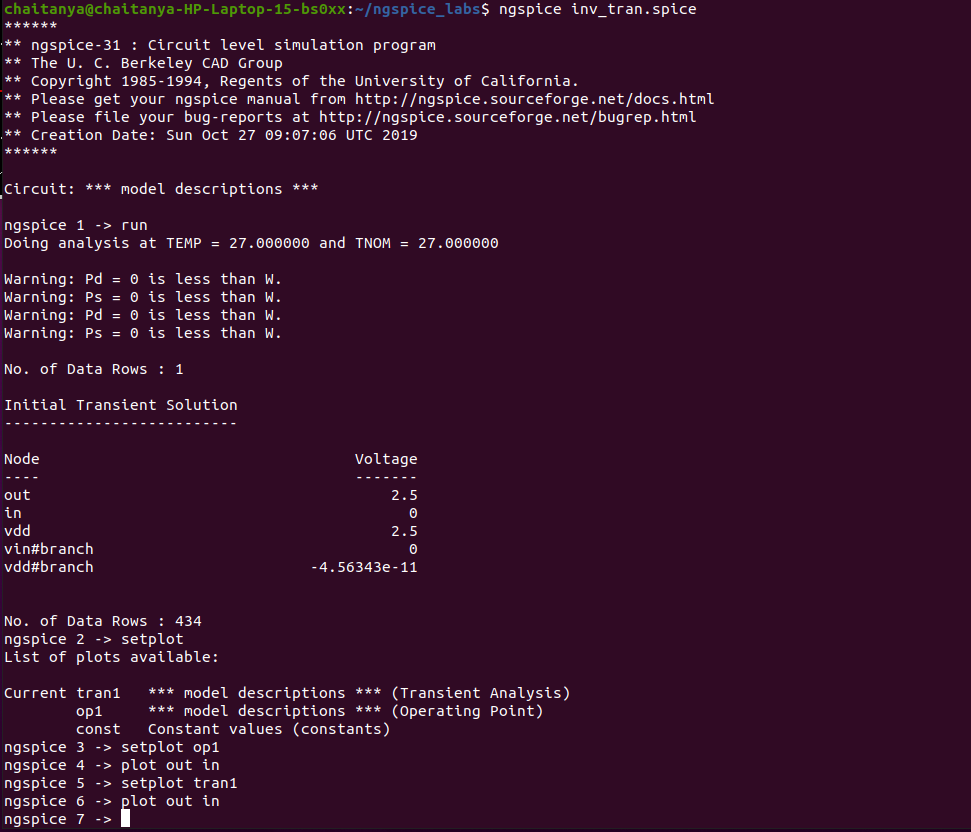 chaitanya@chaitanya-HP-Laptop-15-bs0xx:~/ngspice_labs$ ngspice inv_tran.spice
******
** ngspice-31 : Circuit level simulation program
** The U. C. Berkeley CAD Group
** Copyright 1985-1994, Regents of the University of California.
** Please get your ngspice manual from http://ngspice.sourceforge.net/docs.html
** Please file your bug-reports at http://ngspice.sourceforge.net/bugrep.html
** Creation Date: Sun Oct 27 09:07:06 UTC 2019
******
Circuit: *** model descriptions ***
ngspice 1 -> run
Doing analysis at TEMP = 27.000000 and TNOM = 27.000000
Warning: Pd = 0 is less than W.
Warning: Ps = 0 is less than W.
Warning: Pd = 0 is less than W.
Warning: Ps = 0 is less than W.
No. of Data Rows : 1
Initial Transient Solution
--------------------------
Node                                   Voltage
----                                   -------
out                                        2.5
in                                           0
vdd                                        2.5
vin#branch                                   0
vdd#branch                        -4.56343e-11
No. of Data Rows : 434
ngspice 2 -> setplot
List of plots available:
Current tran1   *** model descriptions *** (Transient Analysis)
        op1     *** model descriptions *** (Operating Point)
        const   Constant values (constants)
ngspice 3 -> setplot op1
ngspice 4 -> plot out in
ngspice 5 -> setplot tran1
ngspice 6 -> plot out in
ngspice 7 ->